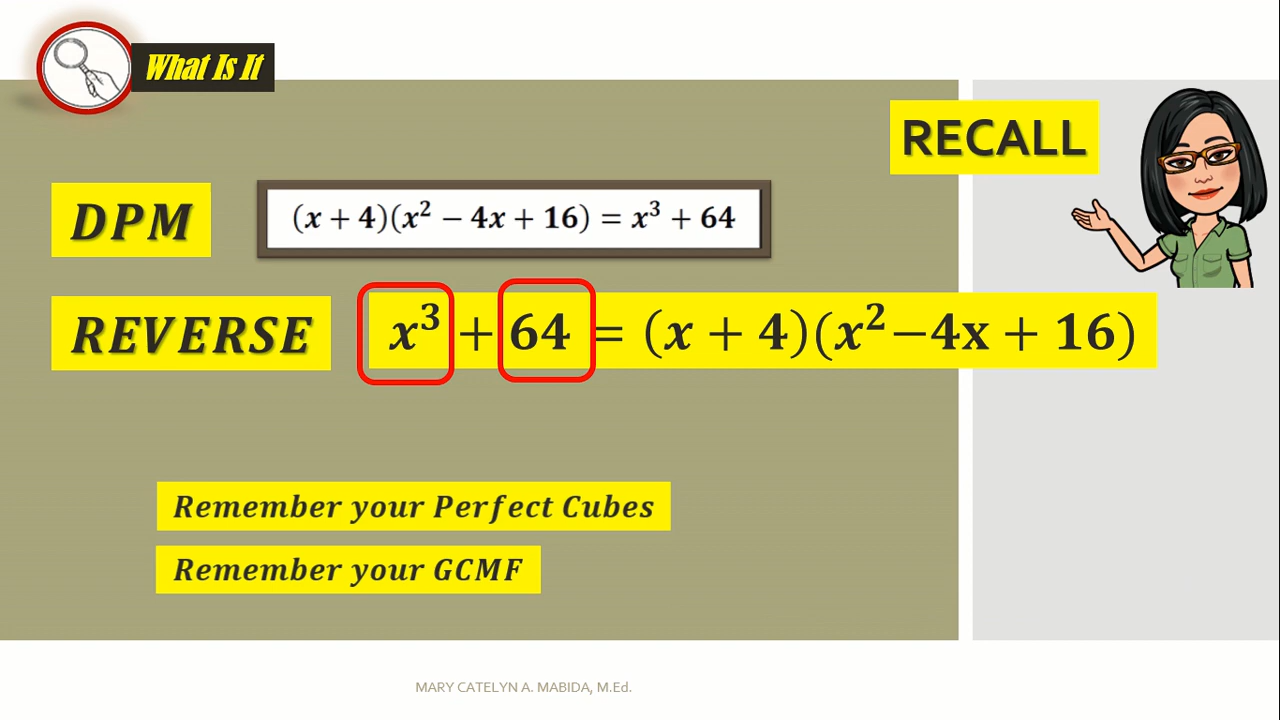 What Is It
RECALL
DPM
(x + 4)(x² − 4x + 16) = x³ + 64
REVERSE
x³ + 64 = (x + 4)(x²−4x + 16)
Remember your Perfect Cubes
Remember your GCMF
MARY CATELYN A. MABIDA, M.Ed.